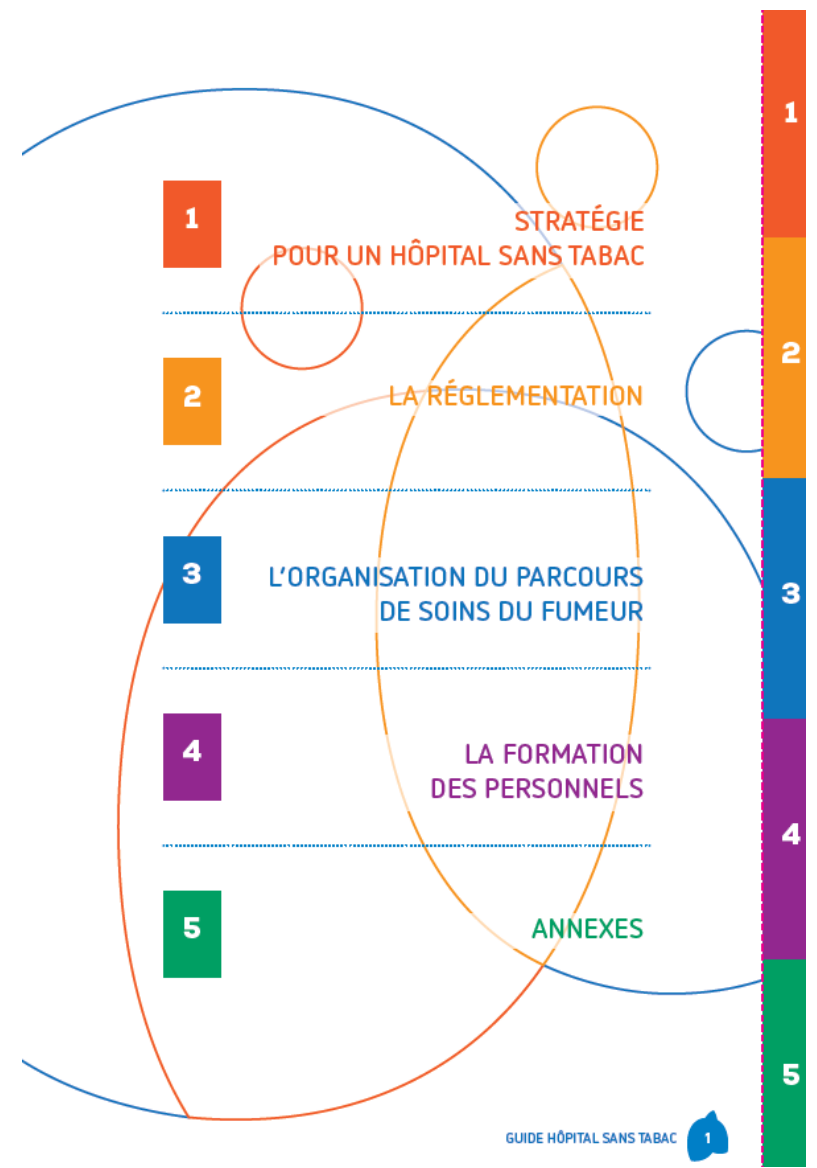 1
STRATÉGIE
POUR UN HÔPITAL SANS TABAC
2
LA RÉGLEMENTATION
3
L'ORGANISATION DU PARCOURS
DE SOINS DU FUMEUR
4
LA FORMATION
DES PERSONNELS
5
ANNEXES
1
2
3
4
5
GUIDE HÔPITAL SANS TABAC 1